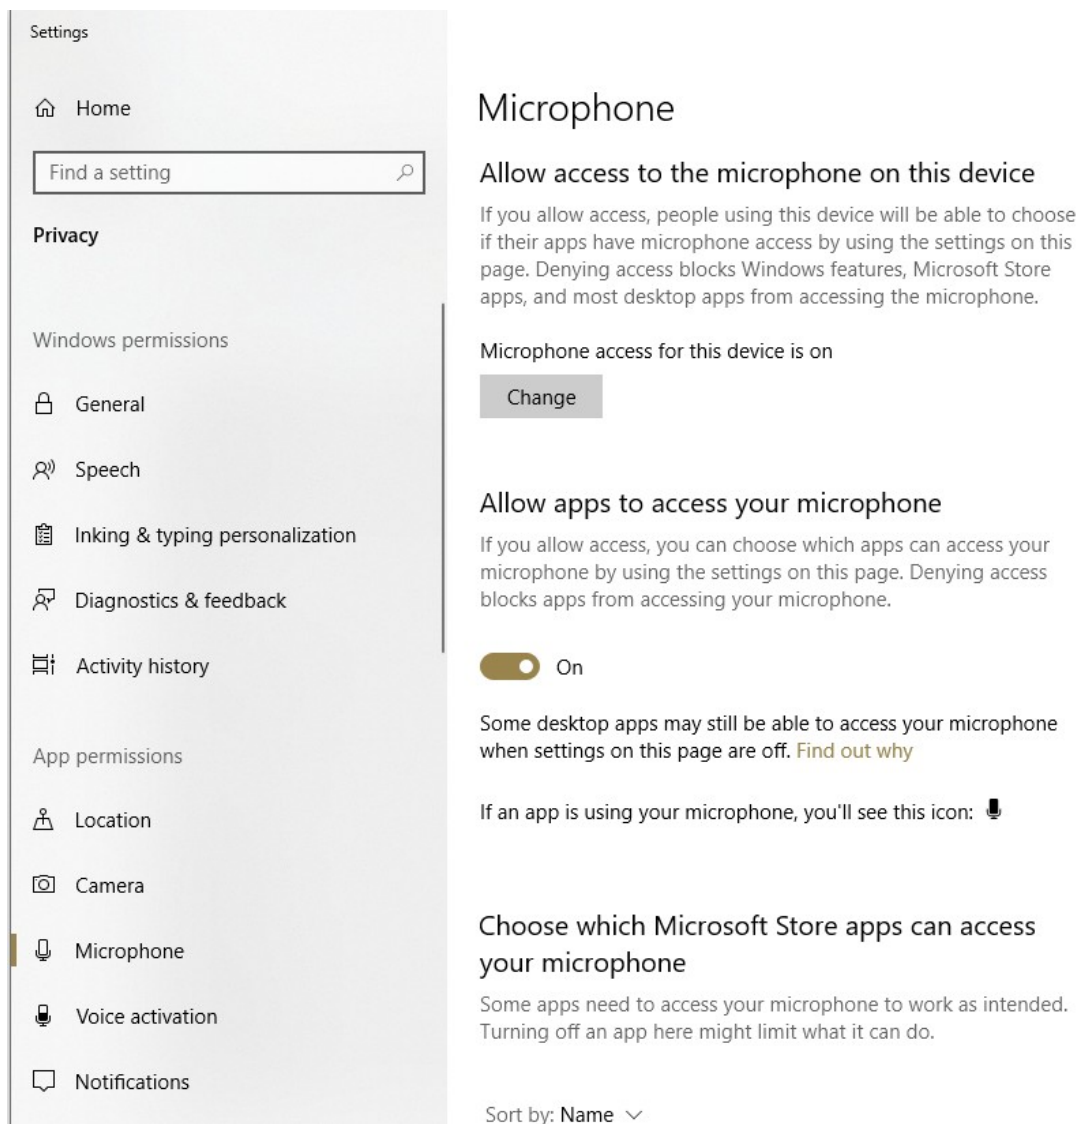 Settings
Home
Find a setting
Privacy
Windows permissions
General
Speech
Inking & typing personalization
Diagnostics & feedback
Activity history
App permissions
Location
Camera
Microphone
Voice activation
Notifications
Microphone
Allow access to the microphone on this device
If you allow access, people using this device will be able to choose
if their apps have microphone access by using the settings on this
page. Denying access blocks Windows features, Microsoft Store
apps, and most desktop apps from accessing the microphone.
Microphone access for this device is on
Change
Allow apps to access your microphone
If you allow access, you can choose which apps can access your
microphone by using the settings on this page. Denying access
blocks apps from accessing your microphone.
On
Some desktop apps may still be able to access your microphone
when settings on this page are off. Find out why
If an app is using your microphone, you'll see this icon:
Choose which Microsoft Store apps can access
your microphone
Some apps need to access your microphone to work as intended.
Turning off an app here might limit what it can do.
Sort by: Name